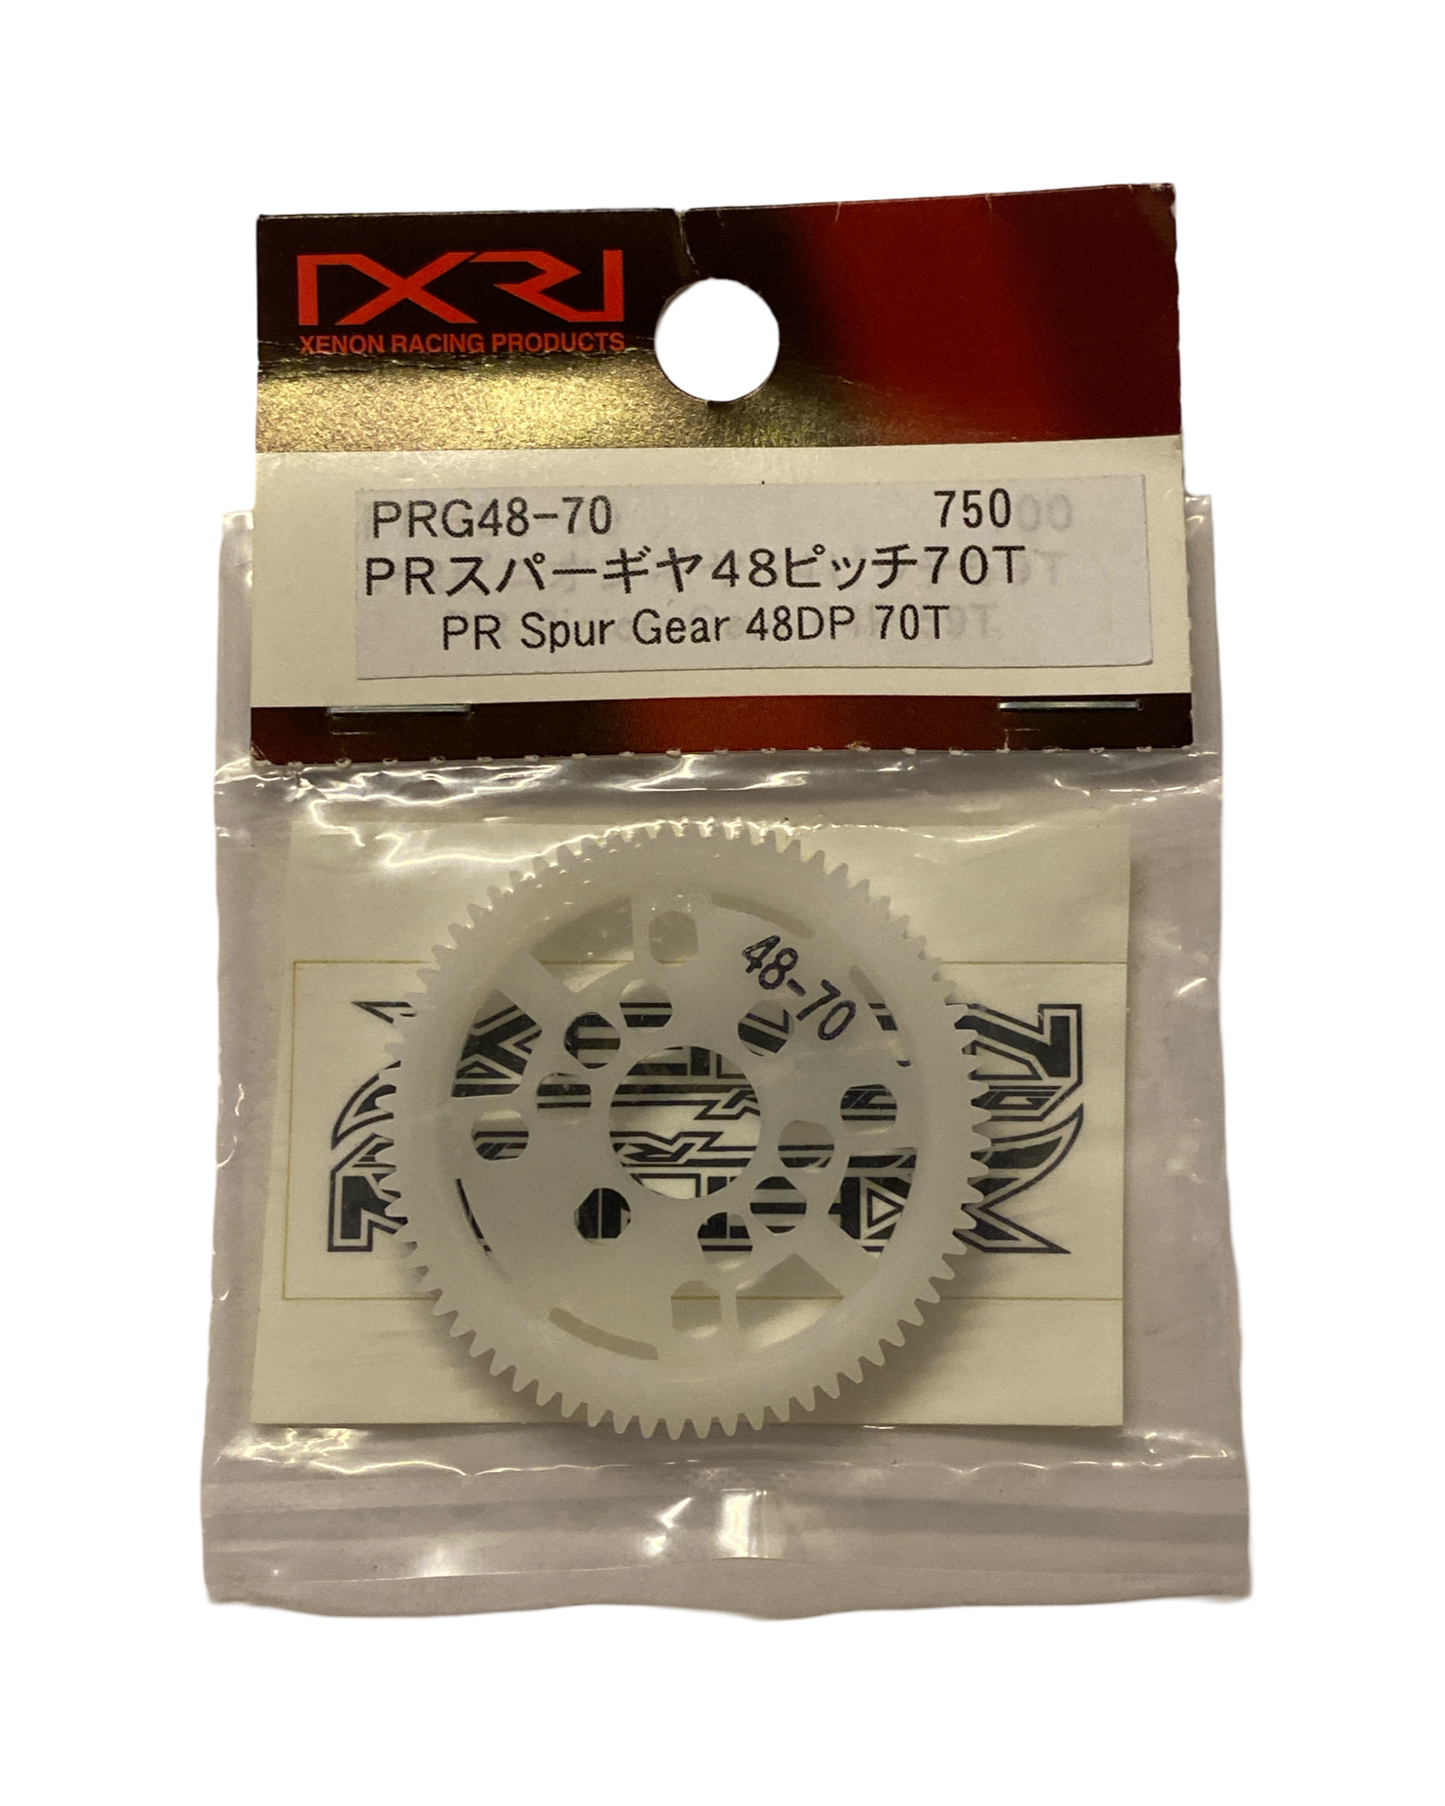 XRJ
XENON RACING PRODUCTS
PRG48-70 750
PRスパーギヤ48ピッチ70T
PR Spur Gear 48DP 70T
48-70